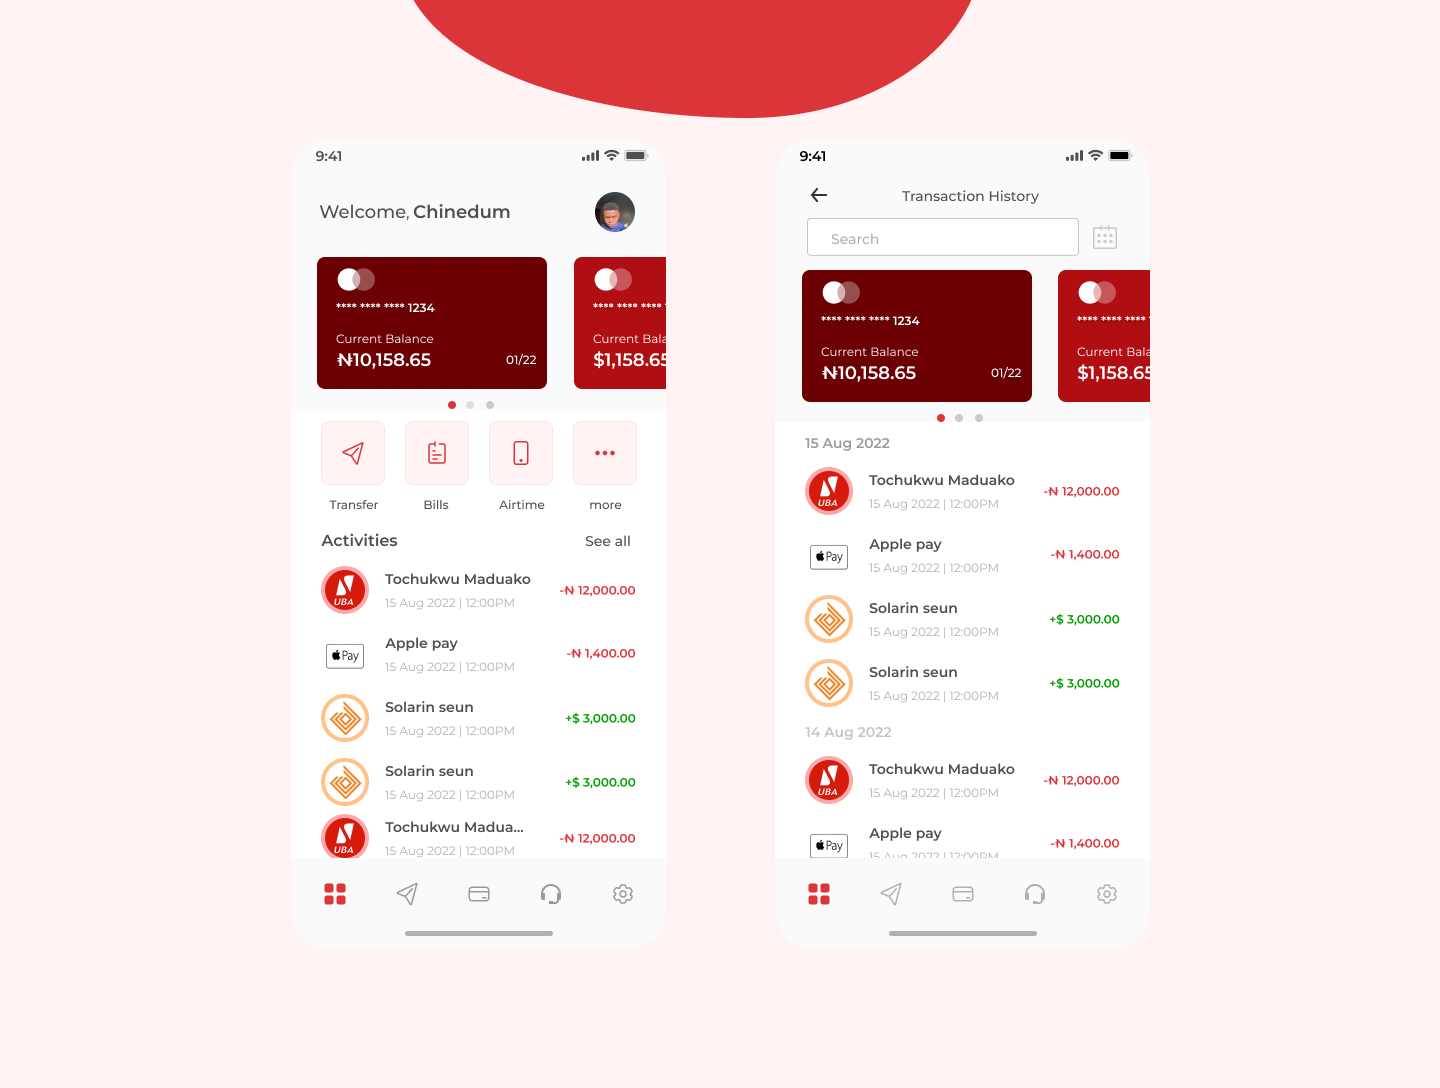 9:41
Welcome, Chinedum
**** **** **** 1234
Current Balance
₦10,158.65
01/22
**** **** ****
Current Bala
$1,158.65
Transfer
Bills
Airtime
more
Activities
See all
UBA
Tochukwu Maduako
15 Aug 2022 | 12:00PM
-₦ 12,000.00
Pay
Apple pay
15 Aug 2022 | 12:00PM
-₦ 1,400.00
Solarin seun
15 Aug 2022 | 12:00PM
+$ 3,000.00
Solarin seun
15 Aug 2022 | 12:00PM
+$ 3,000.00
UBA
Tochukwu Madua...
15 Aug 2022 | 12:00PM
-₦ 12,000.00
9:41
Transaction History
Search
**** **** **** 1234
Current Balance
₦10,158.65
01/22
**** **** ****
Current Bala
$1,158.65
15 Aug 2022
UBA
Tochukwu Maduako
15 Aug 2022 | 12:00PM
-₦ 12,000.00
Pay
Apple pay
15 Aug 2022 | 12:00PM
-₦ 1,400.00
Solarin seun
15 Aug 2022 | 12:00PM
+$ 3,000.00
Solarin seun
15 Aug 2022 | 12:00PM
+$ 3,000.00
14 Aug 2022
UBA
Tochukwu Maduako
15 Aug 2022 | 12:00PM
-₦ 12,000.00
Pay
Apple pay
15 Aug 2022 | 12:00PM
-₦ 1,400.00